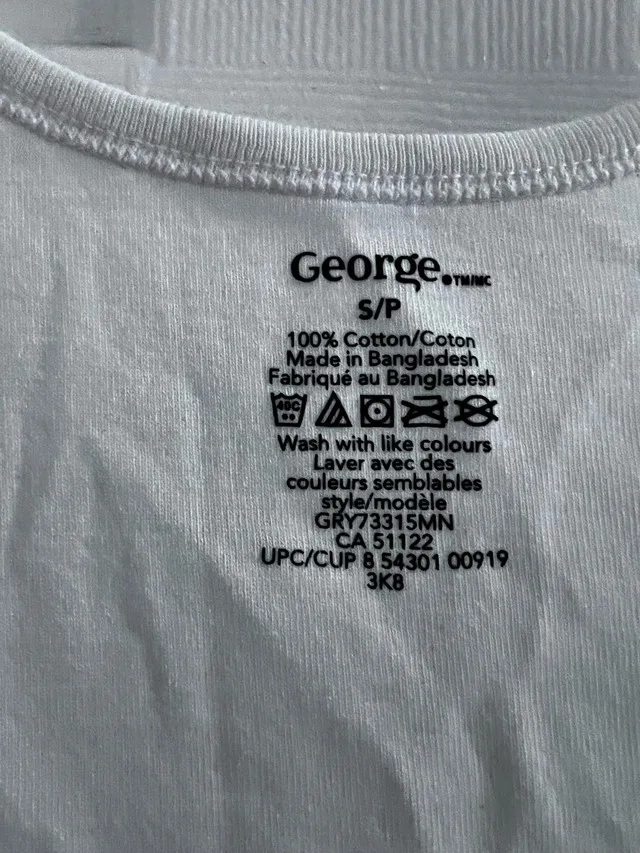 George.™/MC
S/P
100% Cotton/Coton
Made in Bangladesh
Fabriqué au Bangladesh
40C
Wash with like colours
Laver avec des
couleurs semblables
style/modèle
GRY73315MN
CA 51122
UPC/CUP 8 54301 00919
3K8